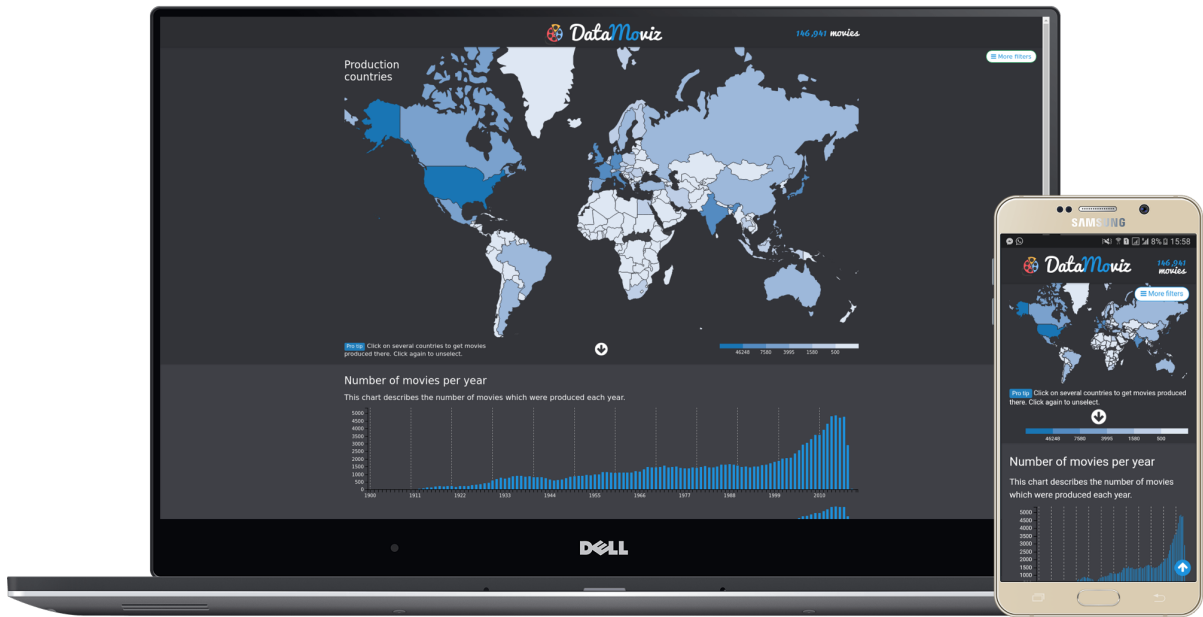 DataMoviz
146,941 movies
Production
countries
More filters
Pro tip Click on several countries to get movies
produced there. Click again to unselect.
46248 7580 3995 1580 500
Number of movies per year
This chart describes the number of movies which were produced each year.
5000
4500
4000
3500
3000
2500
2000
1500
1000
500
0
1900 1911 1922 1933 1944 1955 1966 1977 1988 1999 2010
DELL
SAMSUNG
8% 15:58
DataMoviz
146,941
movies
More filters
Pro tip Click on several countries to get movies produced
there. Click again to unselect.
46248 7580 3995 1580 500
Number of movies per year
This chart describes the number of movies
which were produced each year.
5000
4500
4000
3500
3000
2500
2000
1500
1000